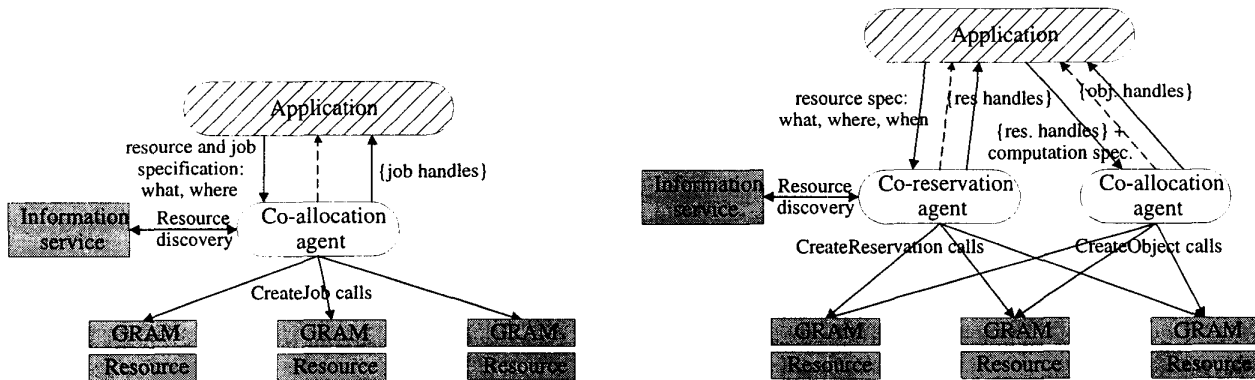 Application
resource and job
specification:
what, where
{job handles}
Information
service
Resource
discovery
Co-allocation
agent
CreateJob calls
GRAM
GRAM
GRAM
Resource
Resource
Resource
Application
resource spec:
what, where, when
{res handles}
{obj. handles}
{res. handles} +
computation spec.
Information
service
Resource
discovery
Co-reservation
agent
Co-allocation
agent
CreateReservation calls
CreateObject calls
GRAM
GRAM
GRAM
Resource
Resource
Resource